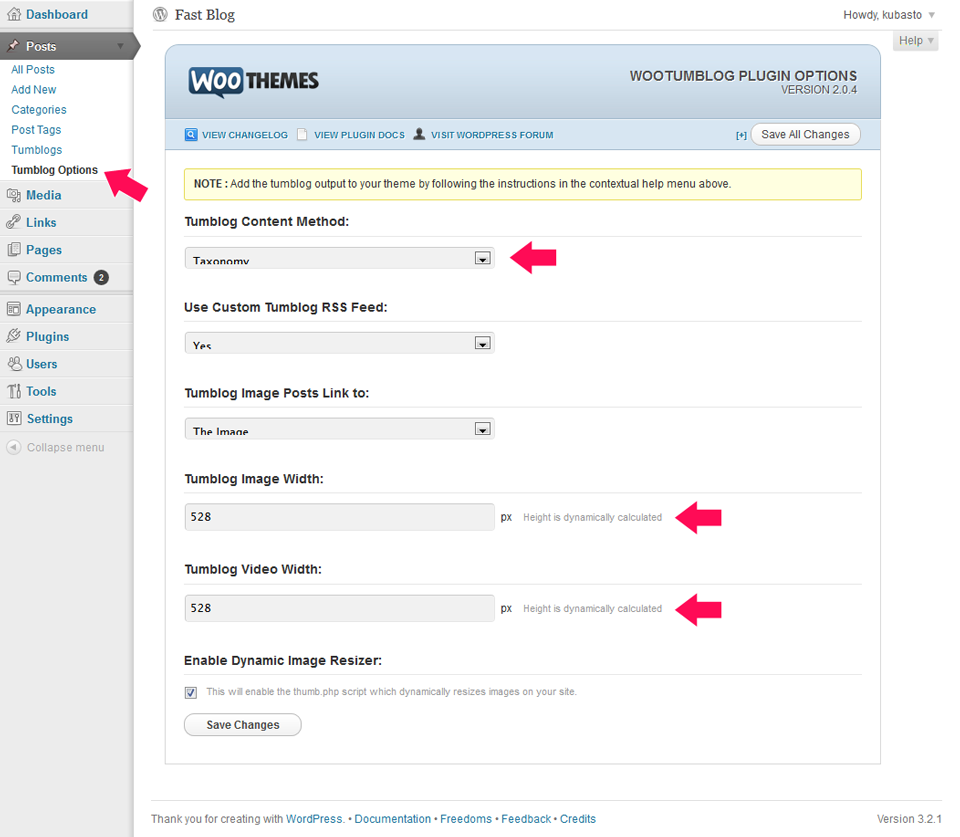 Dashboard
Fast Blog
Howdy, kubasto
Help
Posts
All Posts
Add New
Categories
Post Tags
Tumblogs
Tumblog Options
Media
Links
Pages
Comments 2
Appearance
Plugins
Users
Tools
Settings
Collapse menu
WOOTHEMES
WOOTUMBLOG PLUGIN OPTIONS
VERSION 2.0.4
VIEW CHANGELOG VIEW PLUGIN DOCS VISIT WORDPRESS FORUM
[+] Save All Changes
NOTE : Add the tumblog output to your theme by following the instructions in the contextual help menu above.
Tumblog Content Method:
Taxonomy
Use Custom Tumblog RSS Feed:
Yes
Tumblog Image Posts Link to:
The Image
Tumblog Image Width:
528 px Height is dynamically calculated
Tumblog Video Width:
528 px Height is dynamically calculated
Enable Dynamic Image Resizer:
This will enable the thumb.php script which dynamically resizes images on your site.
Save Changes
Thank you for creating with WordPress. • Documentation • Freedoms • Feedback • Credits
Version 3.2.1